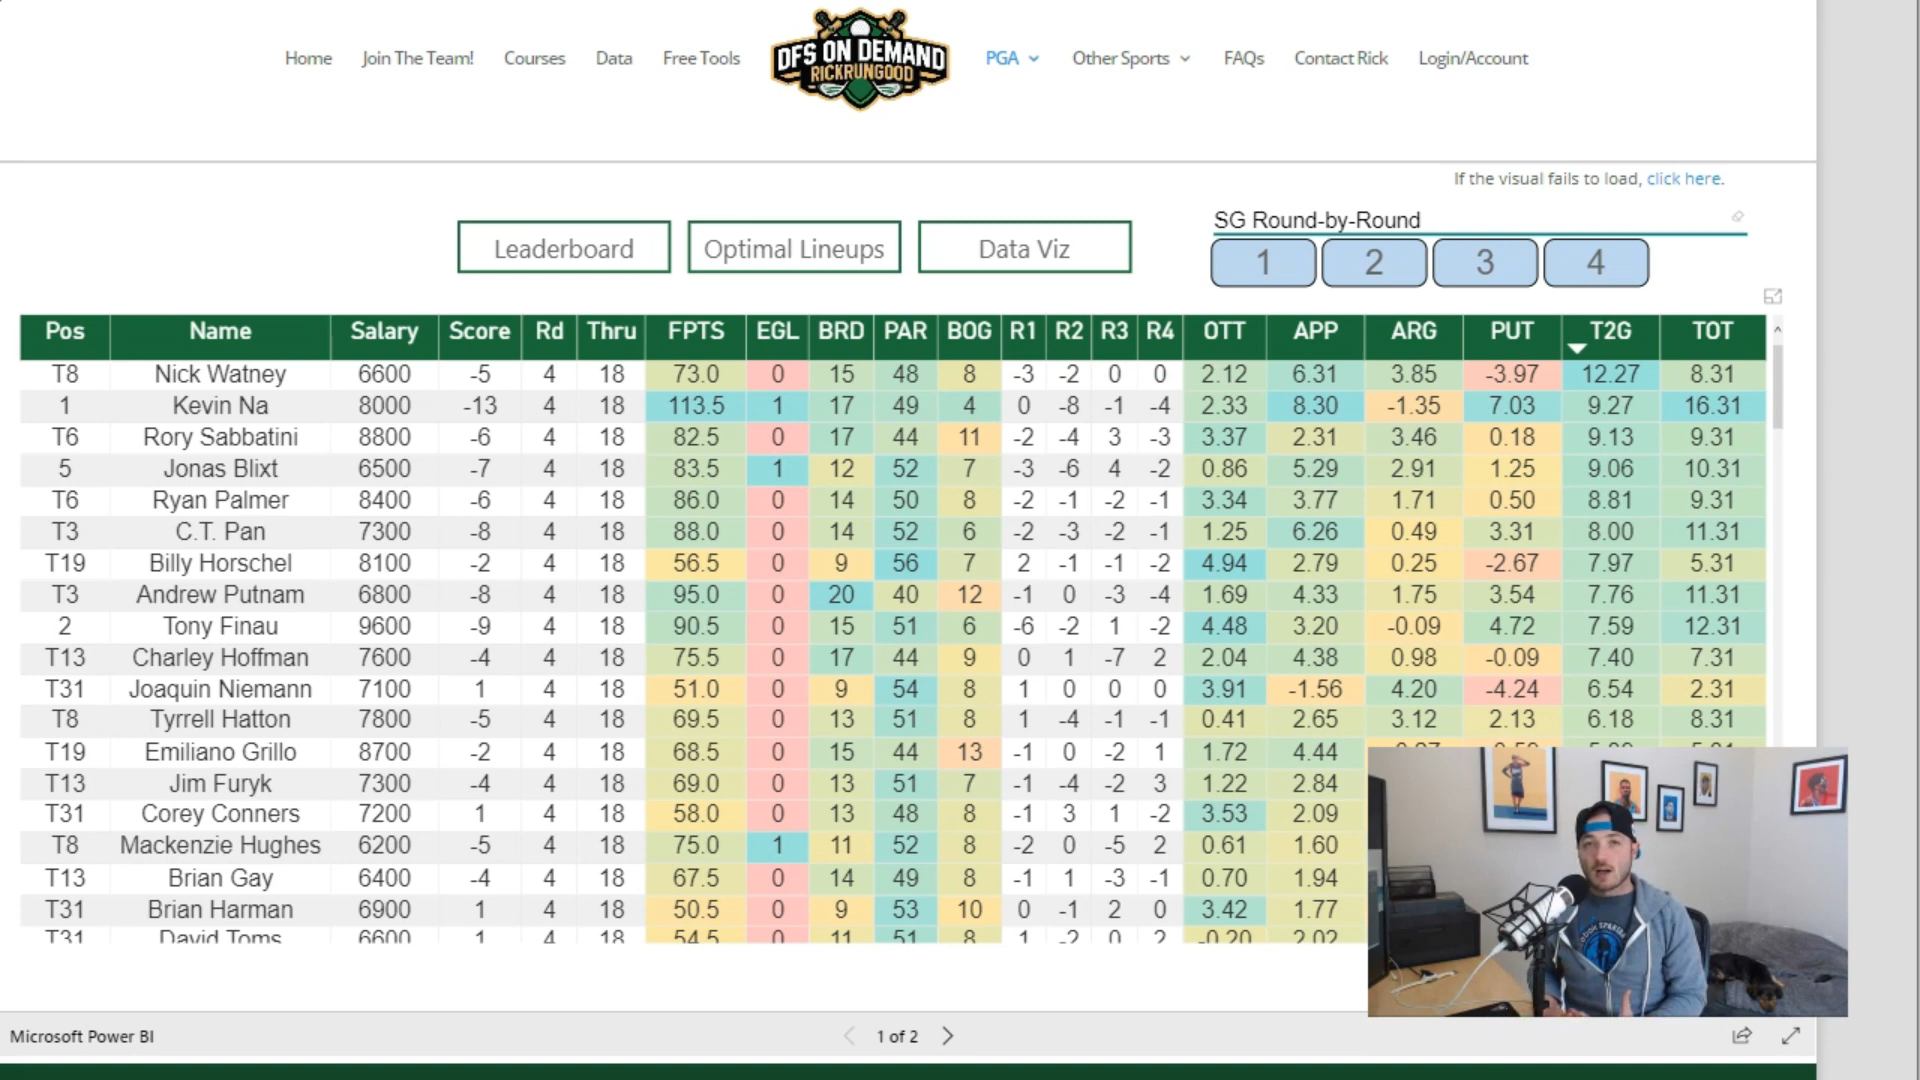 Home Join The Team! Courses Data Free Tools DFS ON DEMAND RICKRUNGOOD PGA Other Sports FAQs Contact Rick Login/Account
If the visual fails to load, click here.
SG Round-by-Round
Leaderboard Optimal Lineups Data Viz 1 2 3 4
Pos Name Salary Score Rd Thru FPTS EGL BRD PAR BOG R1 R2 R3 R4 OTT APP ARG PUT T2G TOT
T8 Nick Watney 6600 -5 4 18 73.0 0 15 48 8 -3 -2 0 0 2.12 6.31 3.85 -3.97 12.27 8.31
1 Kevin Na 8000 -13 4 18 113.5 1 17 49 4 0 -8 -1 -4 2.33 8.30 -1.35 7.03 9.27 16.31
T6 Rory Sabbatini 8800 -6 4 18 82.5 0 17 44 11 -2 -4 3 -3 3.37 2.31 3.46 0.18 9.13 9.31
5 Jonas Blixt 6500 -7 4 18 83.5 1 12 52 7 -3 -6 4 -2 0.86 5.29 2.91 1.25 9.06 10.31
T6 Ryan Palmer 8400 -6 4 18 86.0 0 14 50 8 -2 -1 -2 -1 3.34 3.77 1.71 0.50 8.81 9.31
T3 C.T. Pan 7300 -8 4 18 88.0 0 14 52 6 -2 -3 -2 -1 1.25 6.26 0.49 3.31 8.00 11.31
T19 Billy Horschel 8100 -2 4 18 56.5 0 9 56 7 2 -1 -1 -2 4.94 2.79 0.25 -2.67 7.97 5.31
T3 Andrew Putnam 6800 -8 4 18 95.0 0 20 40 12 -1 0 -3 -4 1.69 4.33 1.75 3.54 7.76 11.31
2 Tony Finau 9600 -9 4 18 90.5 0 15 51 6 -6 -2 1 -2 4.48 3.20 -0.09 4.72 7.59 12.31
T13 Charley Hoffman 7600 -4 4 18 75.5 0 17 44 9 0 1 -7 2 2.04 4.38 0.98 -0.09 7.40 7.31
T31 Joaquin Niemann 7100 1 4 18 51.0 0 9 54 8 1 0 0 0 3.91 -1.56 4.20 -4.24 6.54 2.31
T8 Tyrrell Hatton 7800 -5 4 18 69.5 0 13 51 8 1 -4 -1 -1 0.41 2.65 3.12 2.13 6.18 8.31
T19 Emiliano Grillo 8700 -2 4 18 68.5 0 15 44 13 -1 0 -2 1 1.72 4.44
T13 Jim Furyk 7300 -4 4 18 69.0 0 13 51 7 -1 -4 -2 3 1.22 2.84
T31 Corey Conners 7200 1 4 18 58.0 0 13 48 8 -1 3 1 -2 3.53 2.09
T8 Mackenzie Hughes 6200 -5 4 18 75.0 1 11 52 8 -2 0 -5 2 0.61 1.60
T13 Brian Gay 6400 -4 4 18 67.5 0 14 49 8 -1 1 -3 -1 0.70 1.94
T31 Brian Harman 6900 1 4 18 50.5 0 9 53 10 0 -1 2 0 3.42 1.77
T31 David Toms 6600 1 4 18 54.5 0 11 51 8 1 -2 0 2 -0.20 2.02
Microsoft Power BI 1 of 2